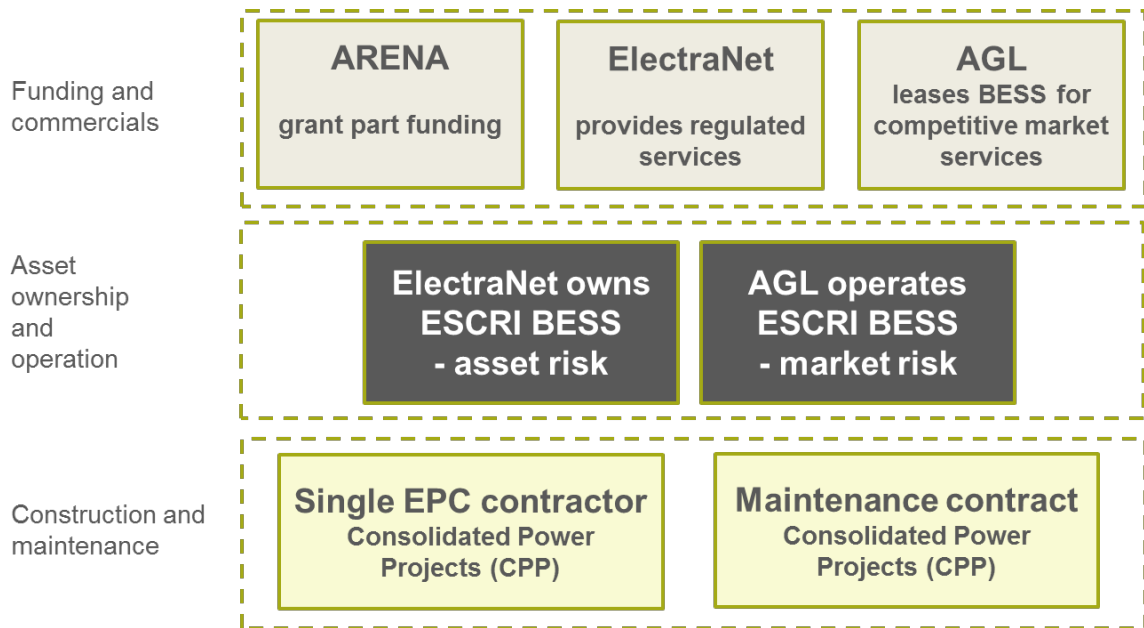 Funding and
commercials
ARENA
grant part funding
ElectraNet
provides regulated
services
AGL
leases BESS for
competitive market
services
Asset
ownership
and
operation
ElectraNet owns
ESCRI BESS
- asset risk
AGL operates
ESCRI BESS
- market risk
Construction and
maintenance
Single EPC contractor
Consolidated Power
Projects (CPP)
Maintenance contract
Consolidated Power
Projects (CPP)